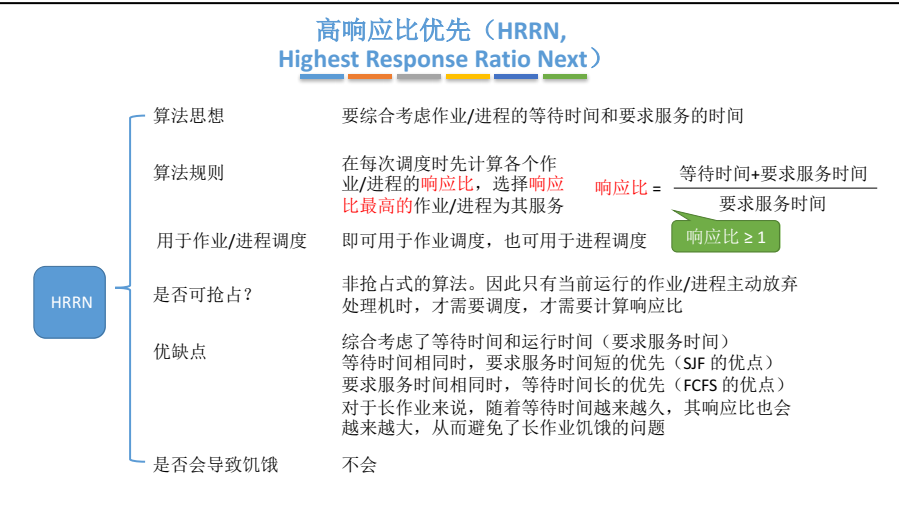 高响应比优先（HRRN,
Highest Response Ratio Next）
算法思想
要综合考虑作业/进程的等待时间和要求服务的时间
算法规则
在每次调度时先计算各个作
业/进程的响应比，选择响应
比最高的作业/进程为其服务
响应比 =
等待时间+要求服务时间
要求服务时间
响应比 ≥ 1
用于作业/进程调度
即可用于作业调度，也可用于进程调度
HRRN
是否可抢占？
非抢占式的算法。因此只有当前运行的作业/进程主动放弃
处理机时，才需要调度，才需要计算响应比
优缺点
综合考虑了等待时间和运行时间（要求服务时间）
等待时间相同时，要求服务时间短的优先（SJF 的优点）
要求服务时间相同时，等待时间长的优先（FCFS 的优点）
对于长作业来说，随着等待时间越来越久，其响应比也会
越来越大，从而避免了长作业饥饿的问题
是否会导致饥饿
不会